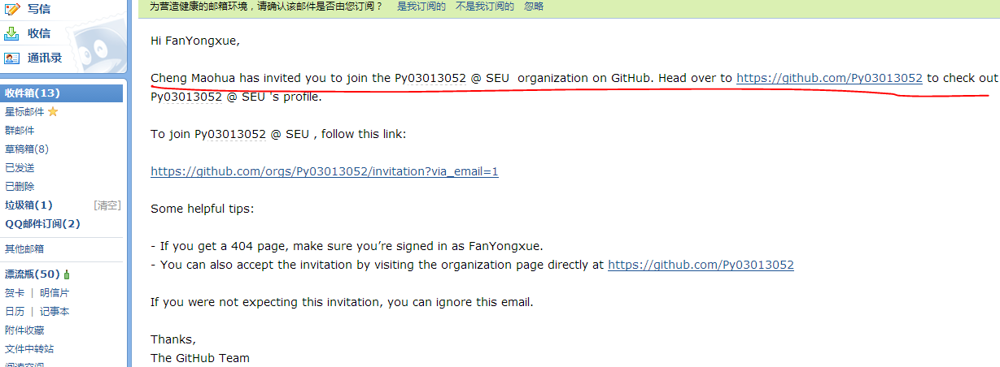 写信
收信
通讯录
收件箱(13)
星标邮件
群邮件
草稿箱(8)
已发送
已删除
垃圾箱(1) [清空]
QQ邮件订阅(2)
其他邮箱
漂流瓶(50)
贺卡 | 明信片
日历 | 记事本
附件收藏
文件中转站
阅读空间
为营造健康的邮箱环境，请确认该邮件是否由您订阅？ 是我订阅的 不是我订阅的 忽略
Hi FanYongxue,
Cheng Maohua has invited you to join the Py03013052 @ SEU organization on GitHub. Head over to https://github.com/Py03013052 to check out
Py03013052 @ SEU 's profile.
To join Py03013052 @ SEU , follow this link:
https://github.com/orgs/Py03013052/invitation?via_email=1
Some helpful tips:
- If you get a 404 page, make sure you’re signed in as FanYongxue.
- You can also accept the invitation by visiting the organization page directly at https://github.com/Py03013052
If you were not expecting this invitation, you can ignore this email.
Thanks,
The GitHub Team